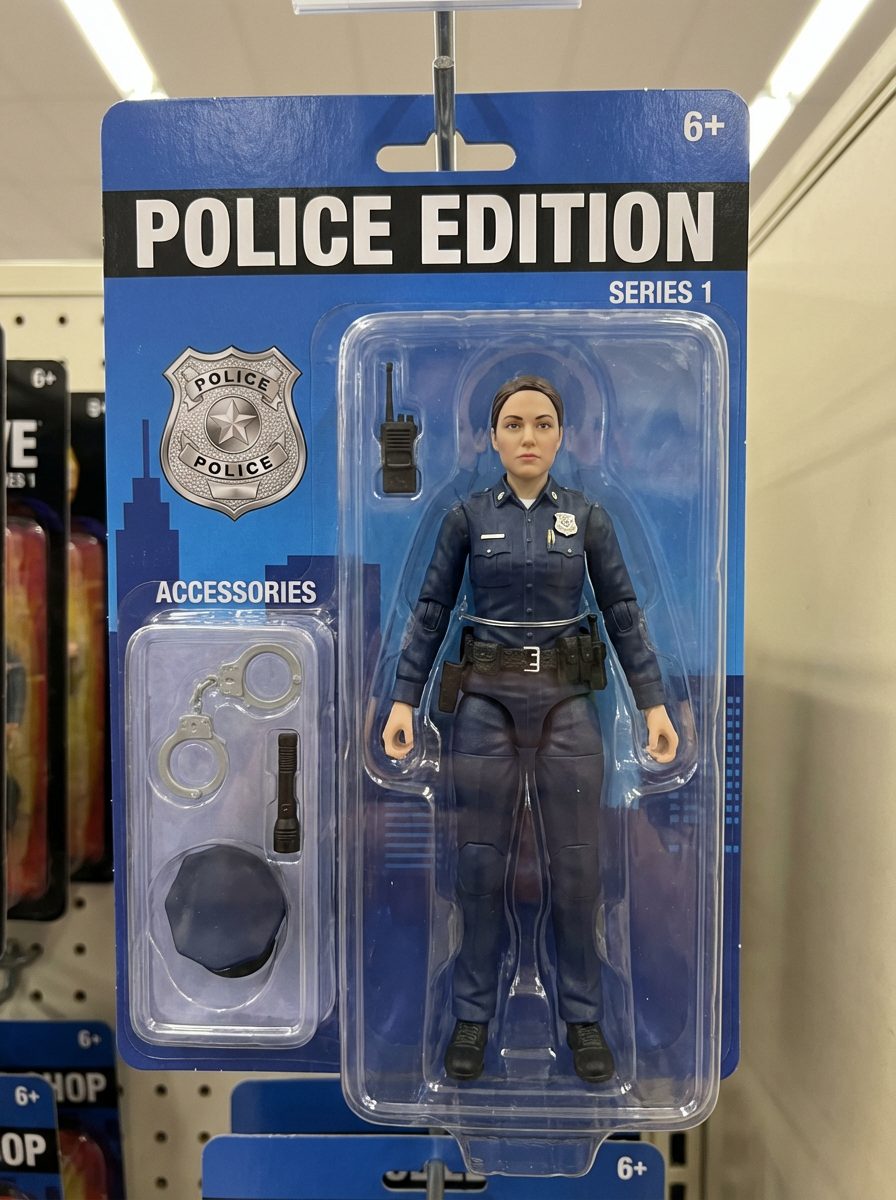 6+
POLICE EDITION
SERIES 1
POLICE
POLICE
ACCESSORIES
6+
6+
6+
6+